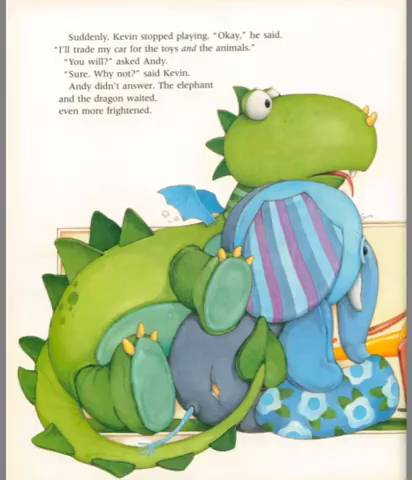 Suddenly, Kevin stopped playing. "Okay," he said.
"I'll trade my car for the toys and the animals."
"You will?" asked Andy.
"Sure. Why not?" said Kevin.
Andy didn't answer. The elephant
and the dragon waited,
even more frightened.